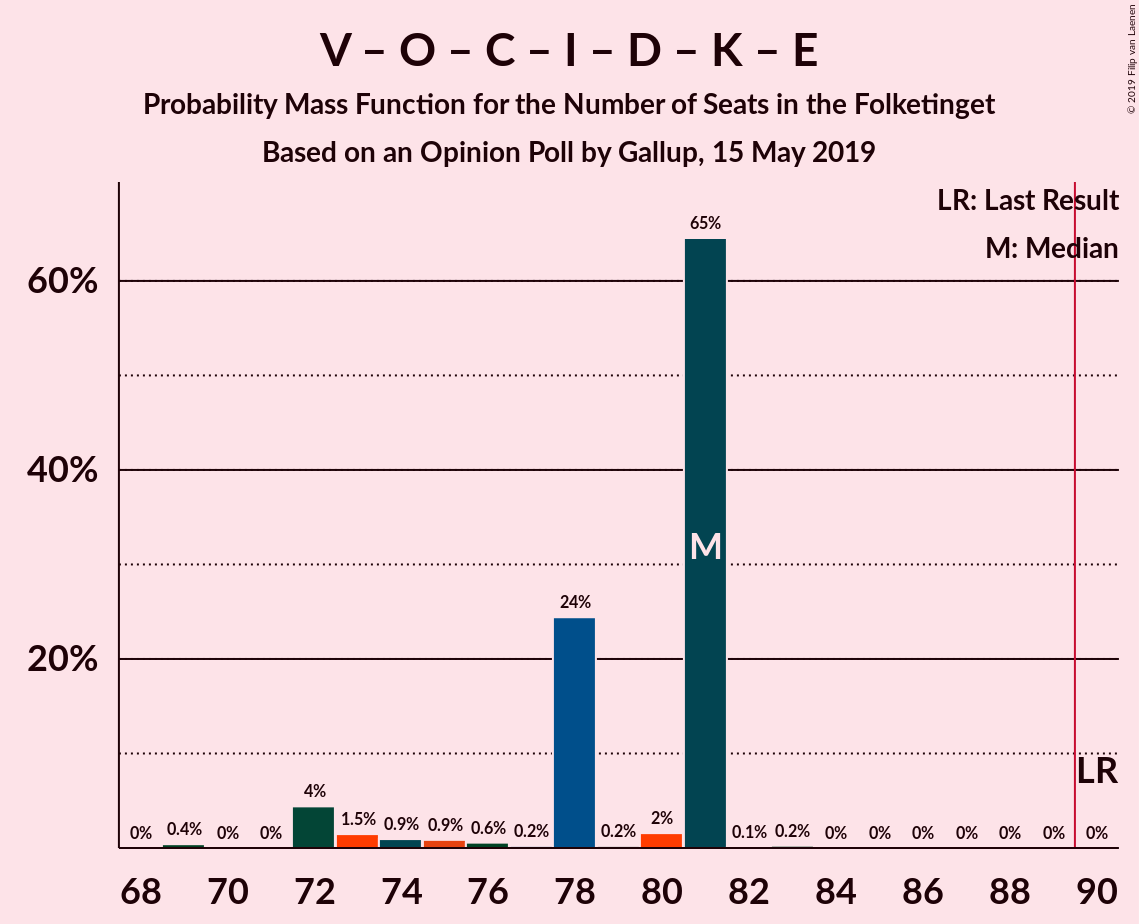 V – O – C – I – D – K – E
Probability Mass Function for the Number of Seats in the Folketinget
Based on an Opinion Poll by Gallup, 15 May 2019
© 2019 Filip van Laenen
LR: Last Result
M: Median
60%
40%
20%
0% 0.4% 0% 0% 4% 1.5% 0.9% 0.9% 0.6% 0.2% 24% 0.2% 2% 65% 0.1% 0.2% 0% 0% 0% 0% 0% 0% 0%
M
LR
68 70 72 74 76 78 80 82 84 86 88 90